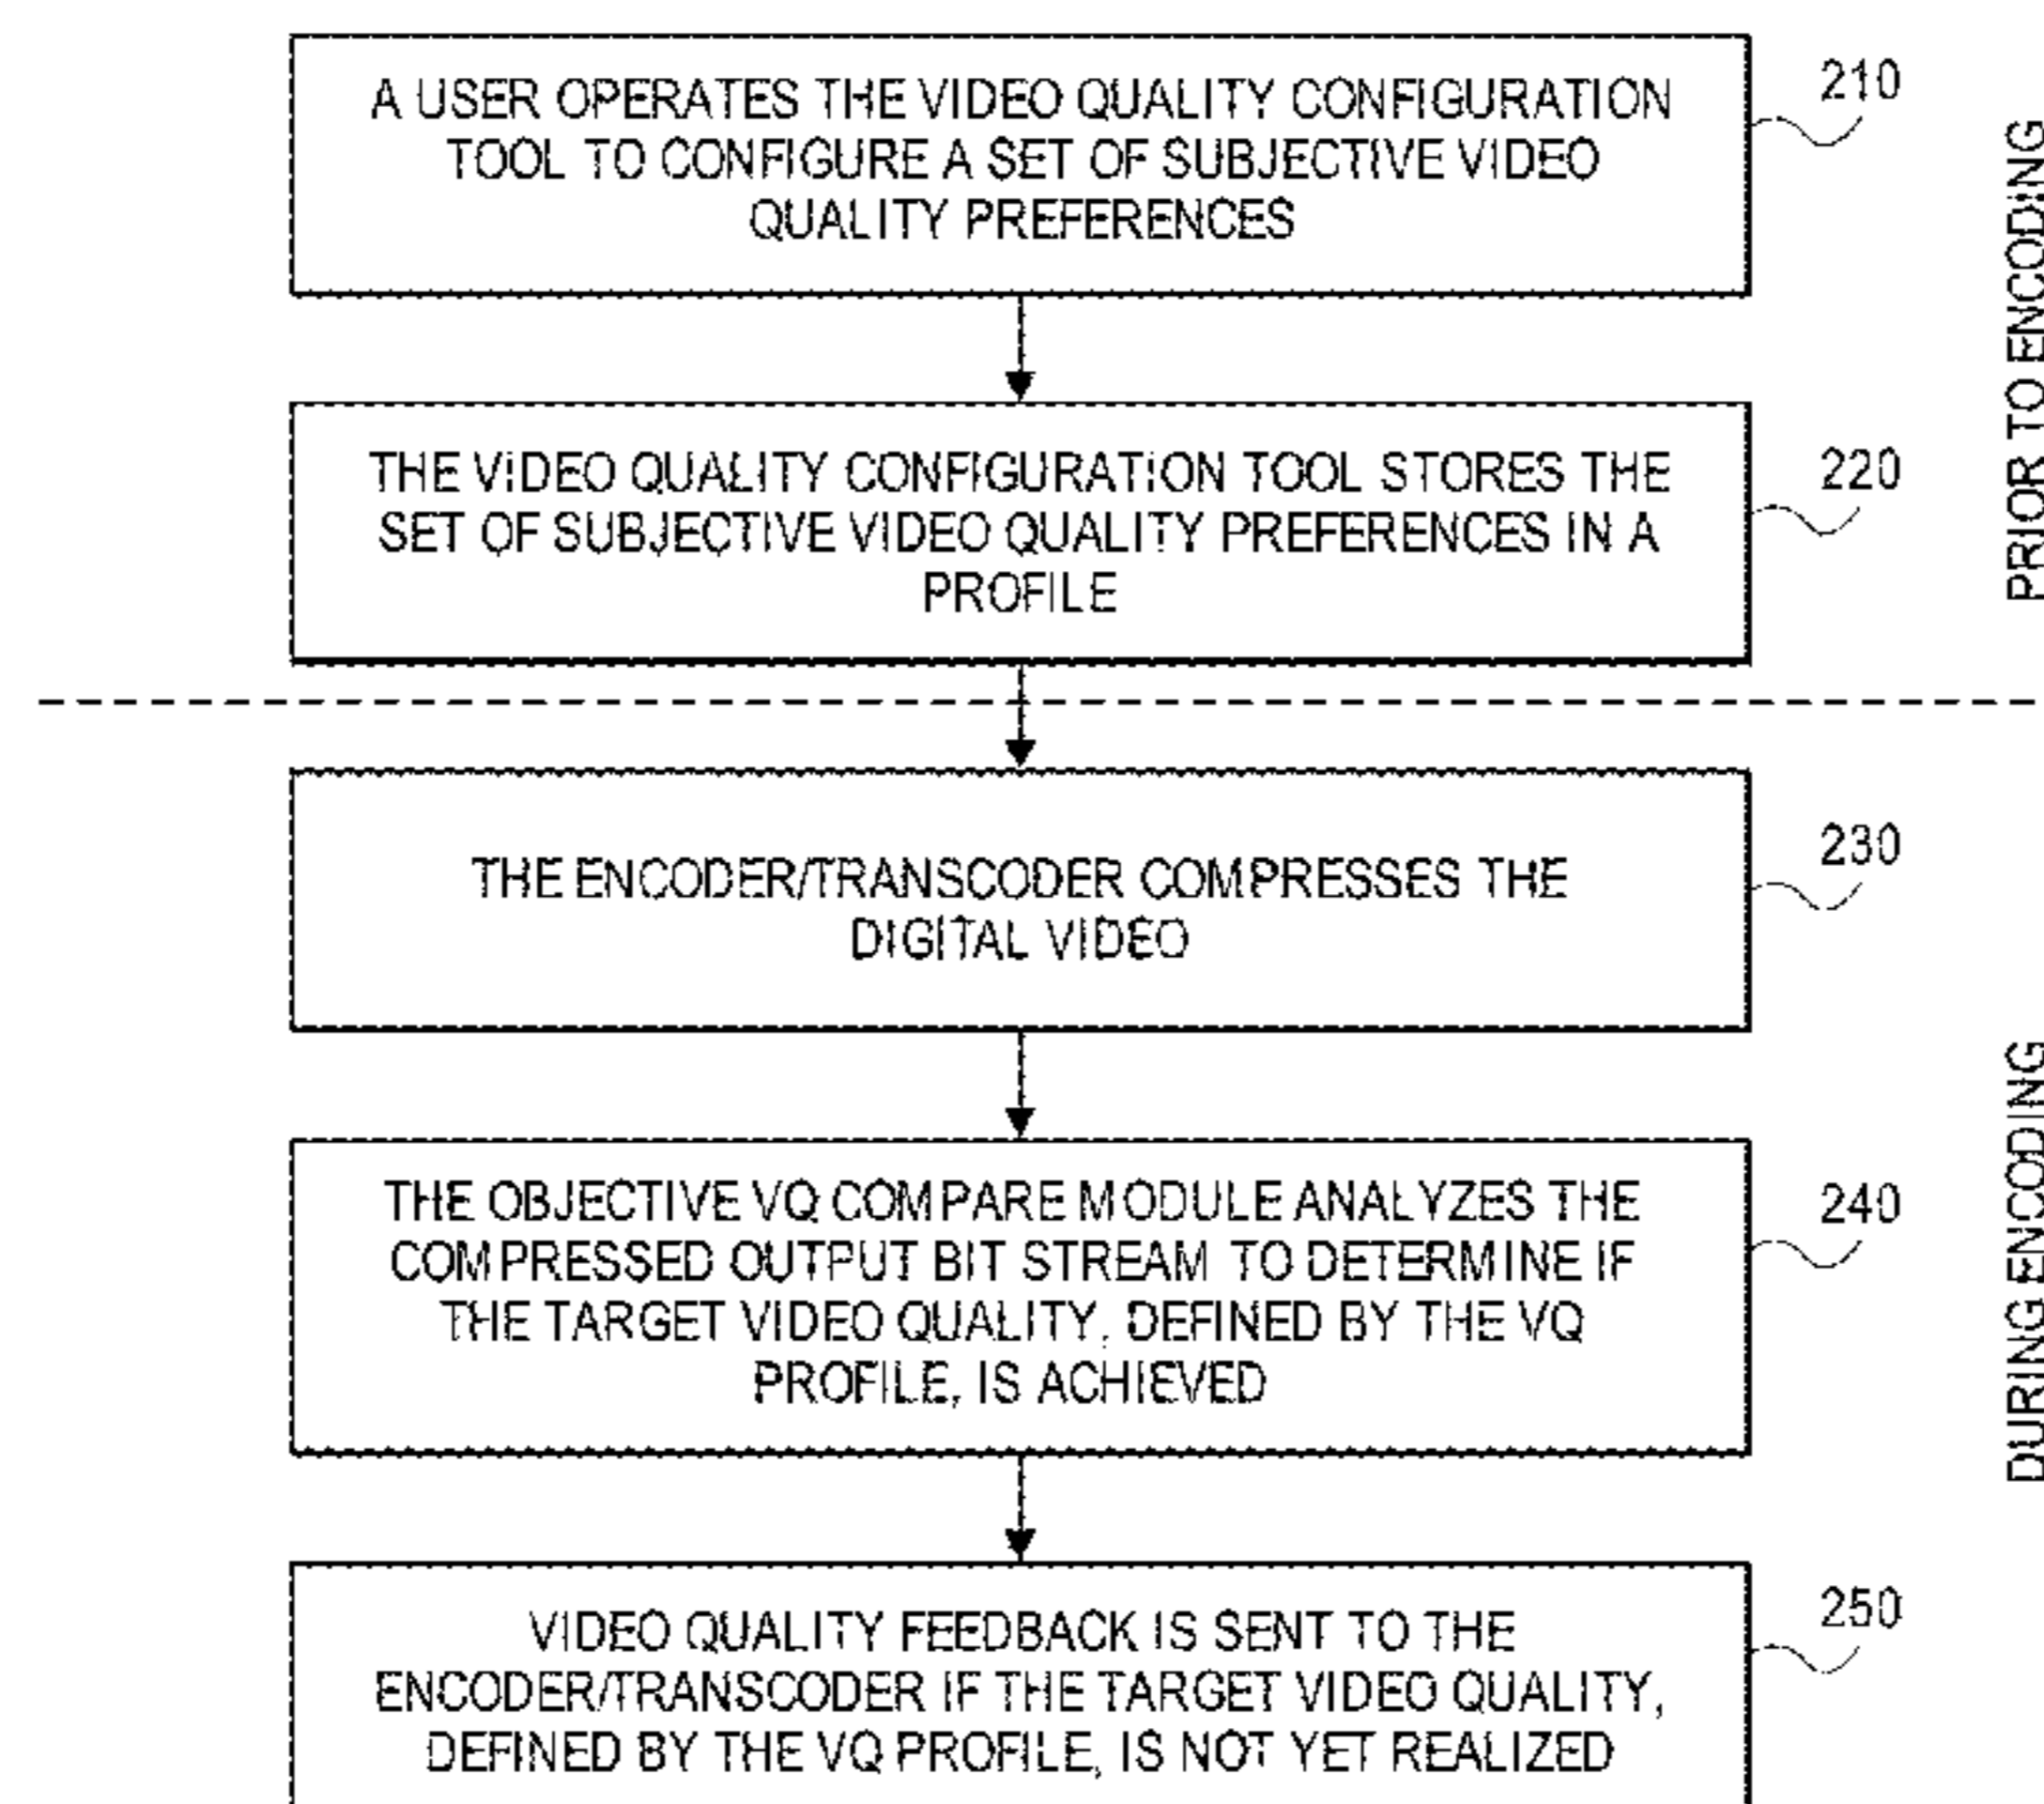 A USER OPERATES THE VIDEO QUALITY CONFIGURATION
TOOL TO CONFIGURE A SET OF SUBJECTIVE VIDEO
QUALITY PREFERENCES
210
PRIOR TO ENCODING
THE VIDEO QUALITY CONFIGURATION TOOL STORES THE
SET OF SUBJECTIVE VIDEO QUALITY PREFERENCES IN A
PROFILE
220
THE ENCODER/TRANSCODER COMPRESSES THE
DIGITAL VIDEO
230
DURING ENCODING
THE OBJECTIVE VQ COMPARE MODULE ANALYZES THE
COMPRESSED OUTPUT BIT STREAM TO DETERMINE IF
THE TARGET VIDEO QUALITY, DEFINED BY THE VQ
PROFILE, IS ACHIEVED
240
VIDEO QUALITY FEEDBACK IS SENT TO THE
ENCODER/TRANSCODER IF THE TARGET VIDEO QUALITY,
DEFINED BY THE VQ PROFILE, IS NOT YET REALIZED
250